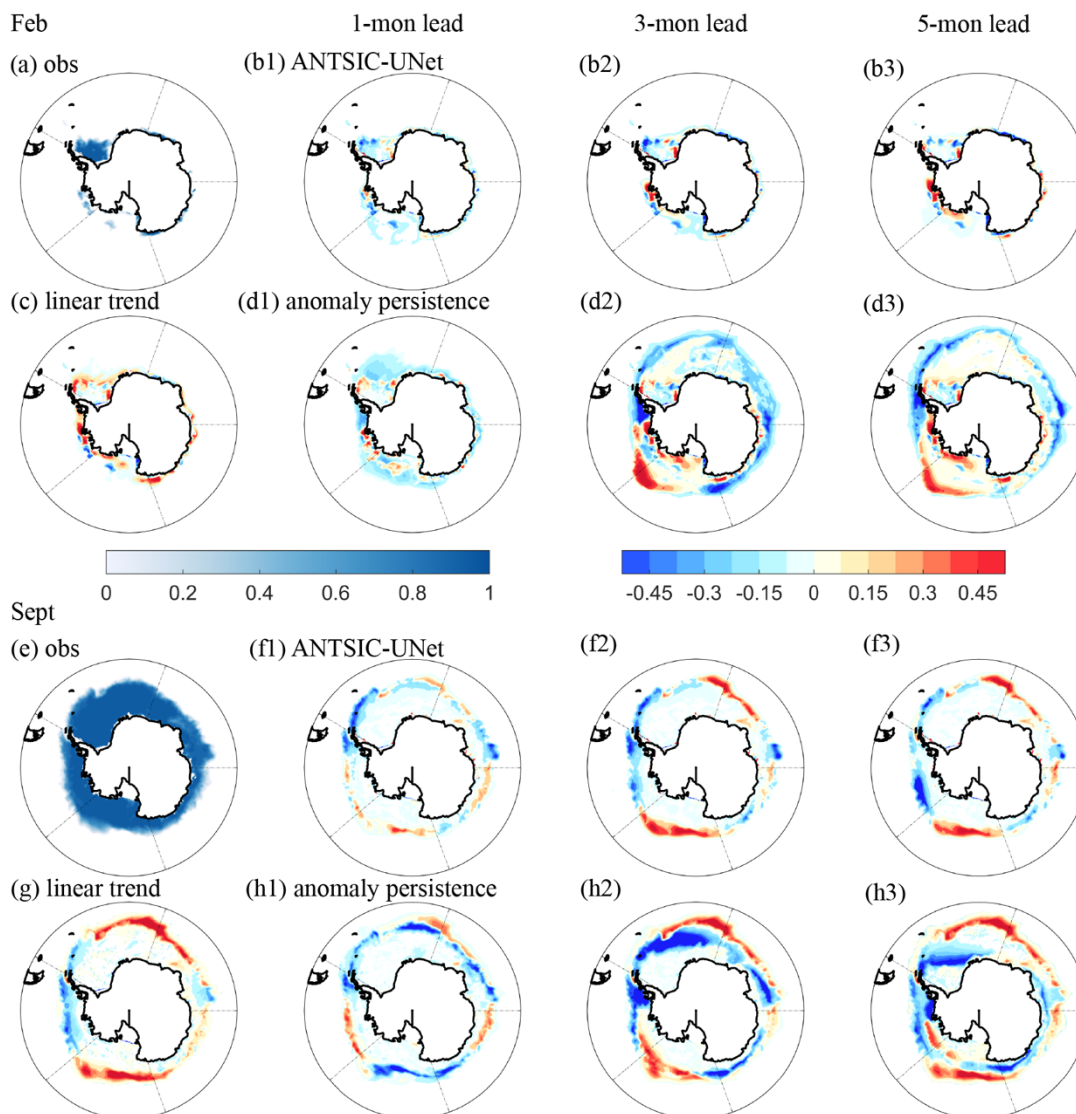 Feb 1-mon lead 3-mon lead 5-mon lead
(a) obs (b1) ANTSIC-UNet (b2) (b3)
(c) linear trend (d1) anomaly persistence (d2) (d3)
0 0.2 0.4 0.6 0.8 1 -0.45 -0.3 -0.15 0 0.15 0.3 0.45
Sept
(e) obs (f1) ANTSIC-UNet (f2) (f3)
(g) linear trend (h1) anomaly persistence (h2) (h3)